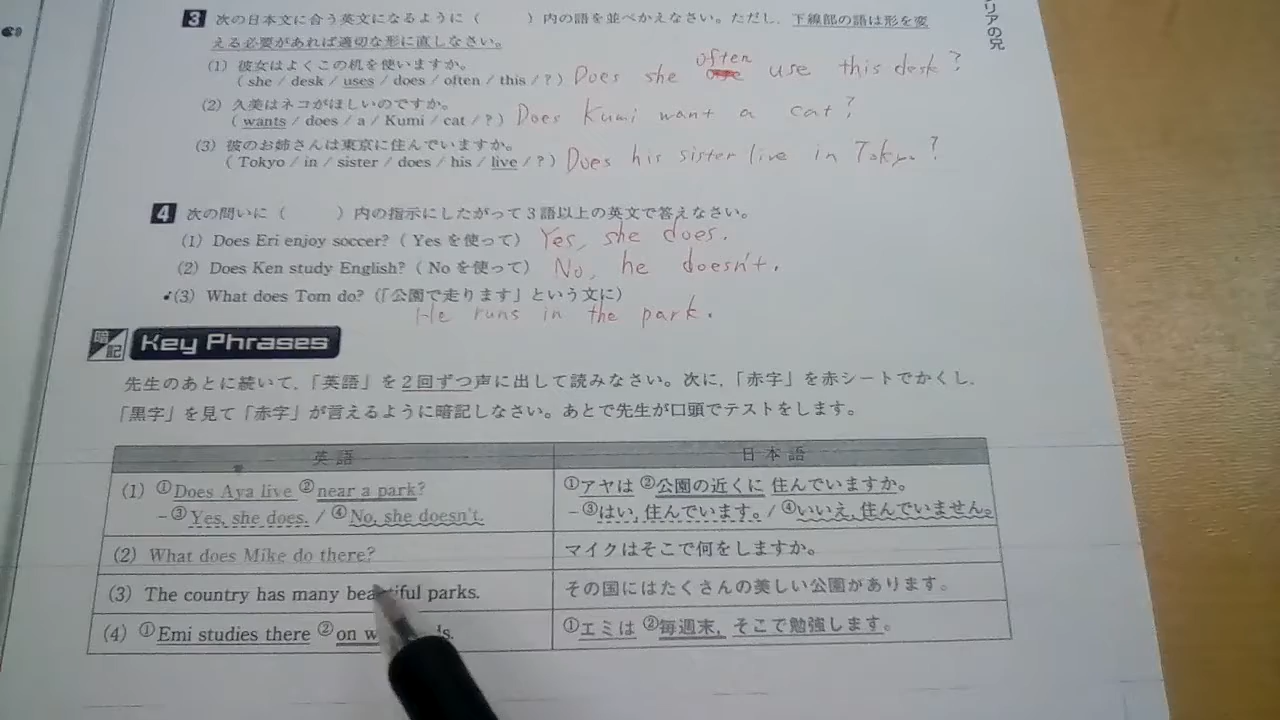 リアの兄
3 次の日本文に合う英文になるように（　　）内の語を並べかえなさい。ただし、下線部の語は形を変
える必要があれば適切な形に直しなさい。
(1) 彼女はよくこの机を使いますか。
( she / desk / uses / does / often / this / ? ) Does she often use this desk?
(2) 久美はネコがほしいのですか。
( wants / does / a / Kumi / cat / ? ) Does Kumi want a cat?
(3) 彼のお姉さんは東京に住んでいますか。
( Tokyo / in / sister / does / his / live / ? ) Does his sister live in Tokyo?
4 次の問いに（　　）内の指示にしたがって3語以上の英文で答えなさい。
(1) Does Eri enjoy soccer? ( Yes を使って) Yes, she does.
(2) Does Ken study English? ( No を使って) No, he doesn't.
(3) What does Tom do? (「公園で走ります」という文に)
He runs in the park.
暗記 Key Phrases
先生のあとに続いて、「英語」を2回ずつ声に出して読みなさい。次に、「赤字」を赤シートでかくし、
「黒字」を見て「赤字」が言えるように暗記しなさい。あとで先生が口頭でテストをします。
英語 日本語
(1) ①Does Aya live ②near a park? ①アヤは ②公園の近くに 住んでいますか。
−③Yes, she does. / ④No, she doesn't. −③はい、住んでいます。/ ④いいえ、住んでいません。
(2) What does Mike do there? マイクはそこで何をしますか。
(3) The country has many beautiful parks. その国にはたくさんの美しい公園があります。
(4) ①Emi studies there ②on ①エミは ②毎週末、そこで勉強します。